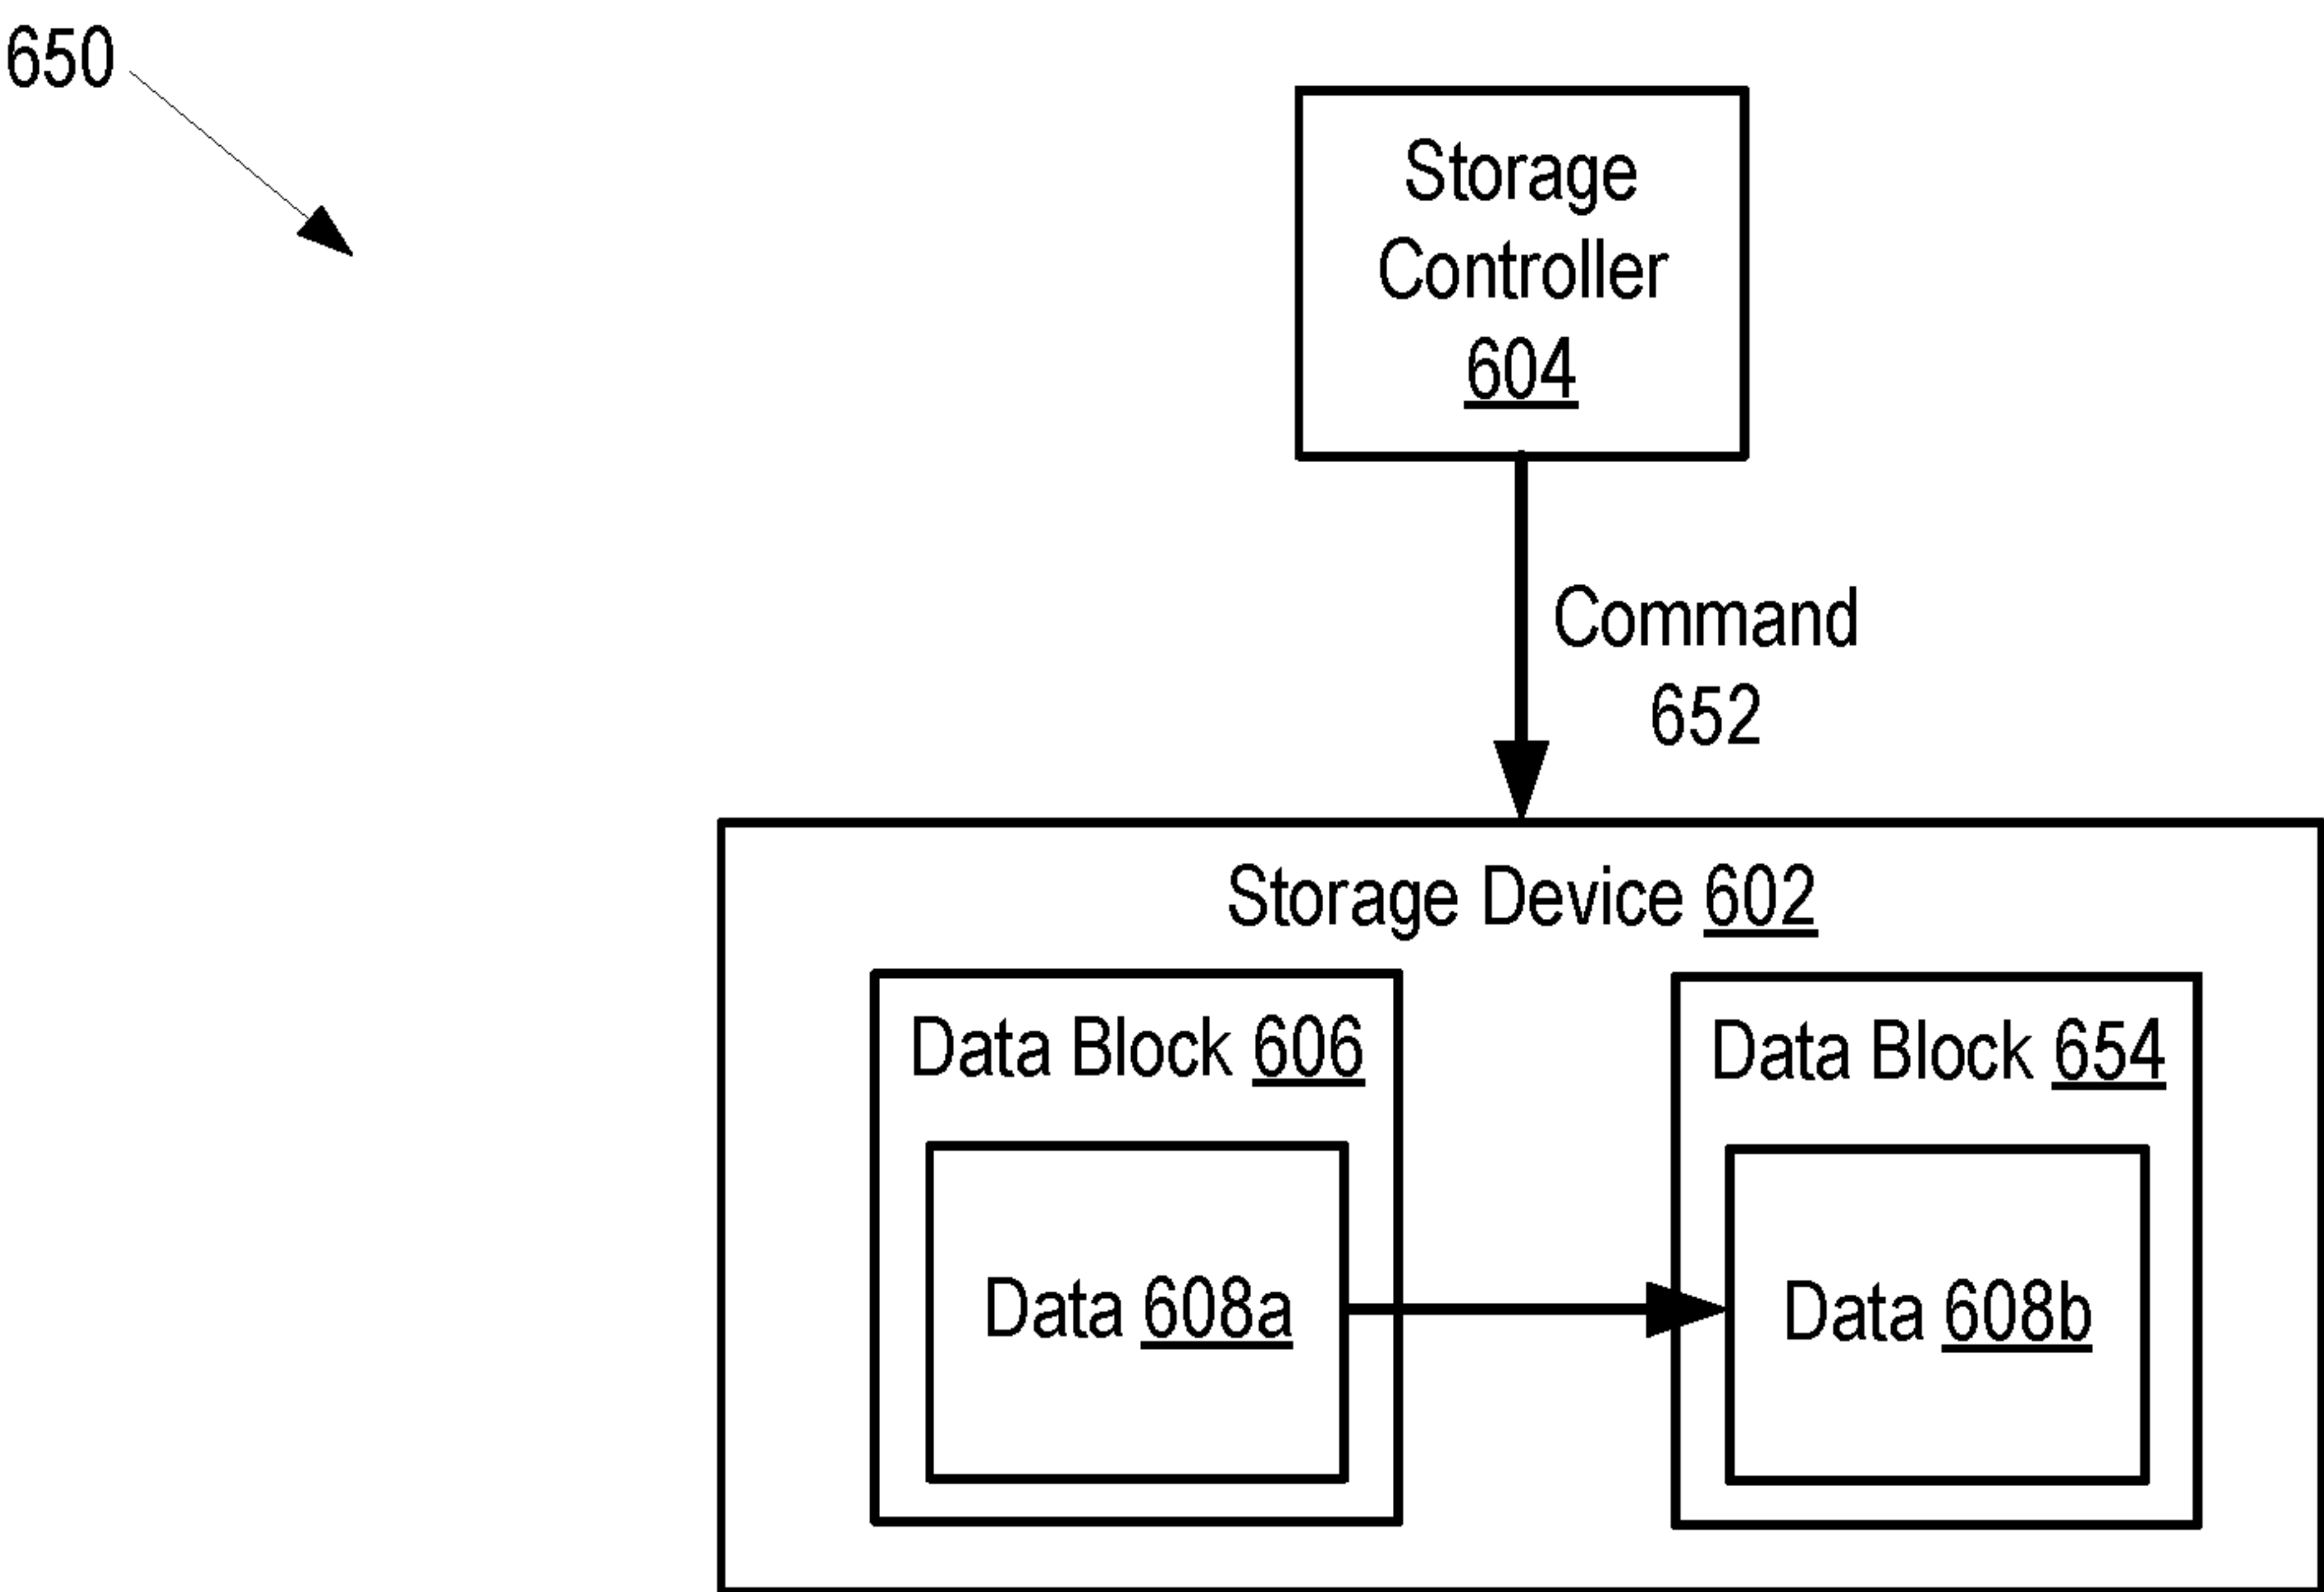 650
Storage
Controller
604
Command
652
Storage Device 602
Data Block 606
Data Block 654
Data 608a
Data 608b